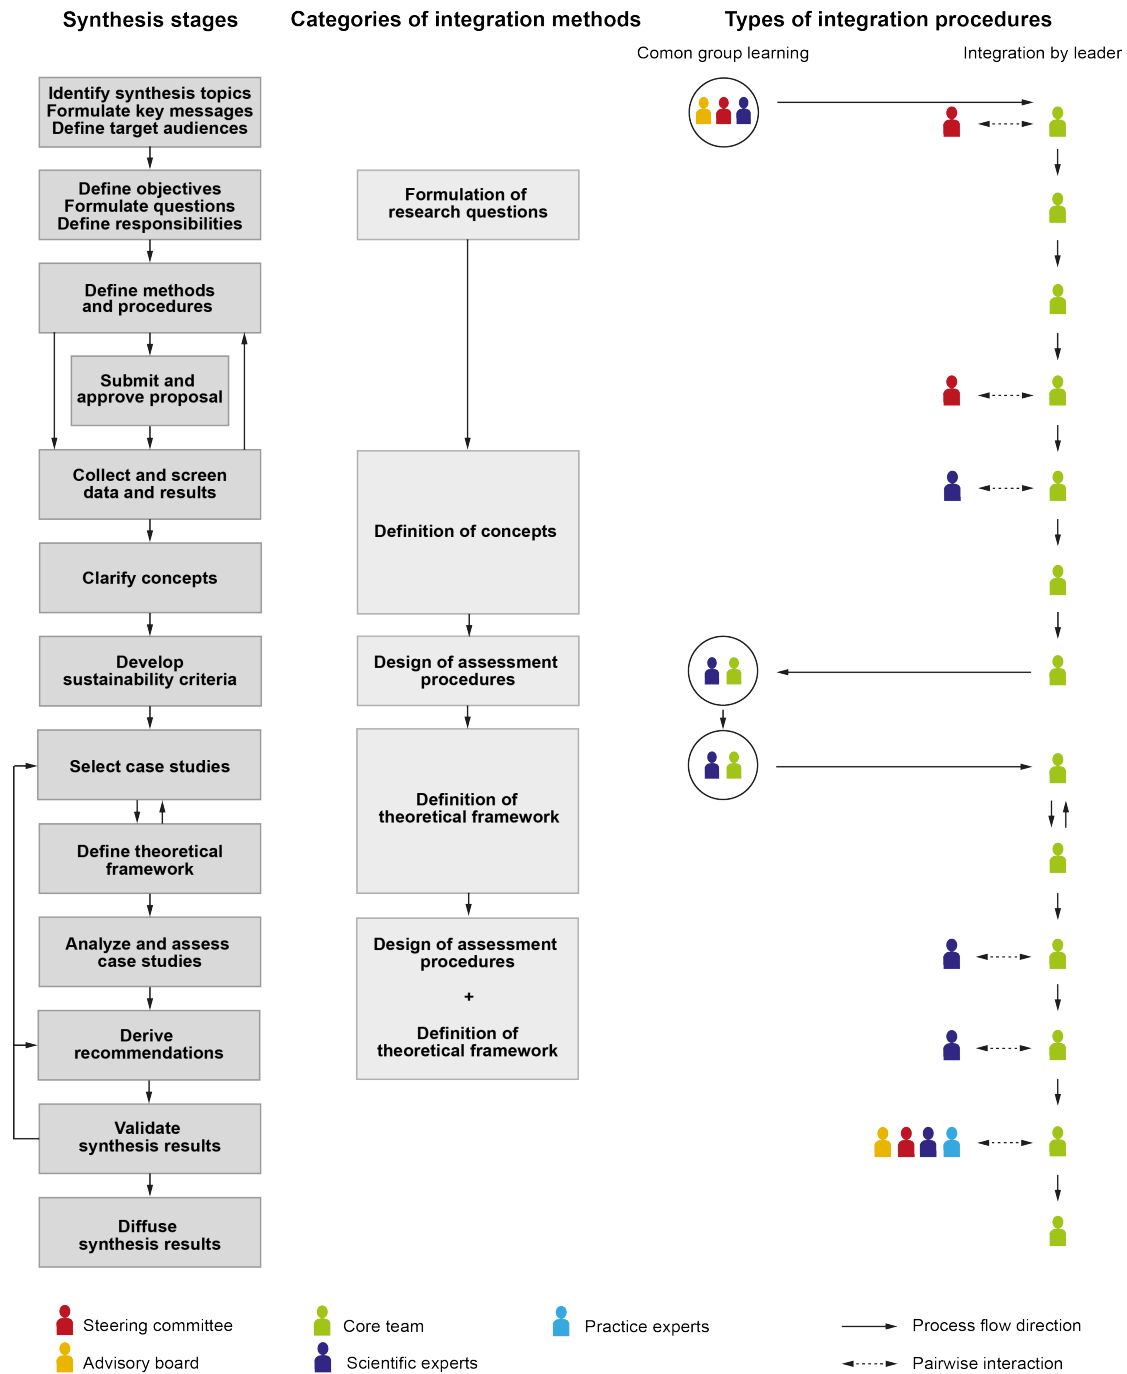 Synthesis stages
Categories of integration methods
Types of integration procedures
Comon group learning
Integration by leader
Identify synthesis topics
Formulate key messages
Define target audiences
Define objectives
Formulate questions
Define responsibilities
Formulation of
research questions
Define methods
and procedures
Submit and
approve proposal
Collect and screen
data and results
Definition of concepts
Clarify concepts
Develop
sustainability criteria
Design of assessment
procedures
Select case studies
Definition of
theoretical framework
Define theoretical
framework
Analyze and assess
case studies
Design of assessment
procedures
+
Definition of
theoretical framework
Derive
recommendations
Validate
synthesis results
Diffuse
synthesis results
Steering committee
Core team
Practice experts
Process flow direction
Advisory board
Scientific experts
Pairwise interaction